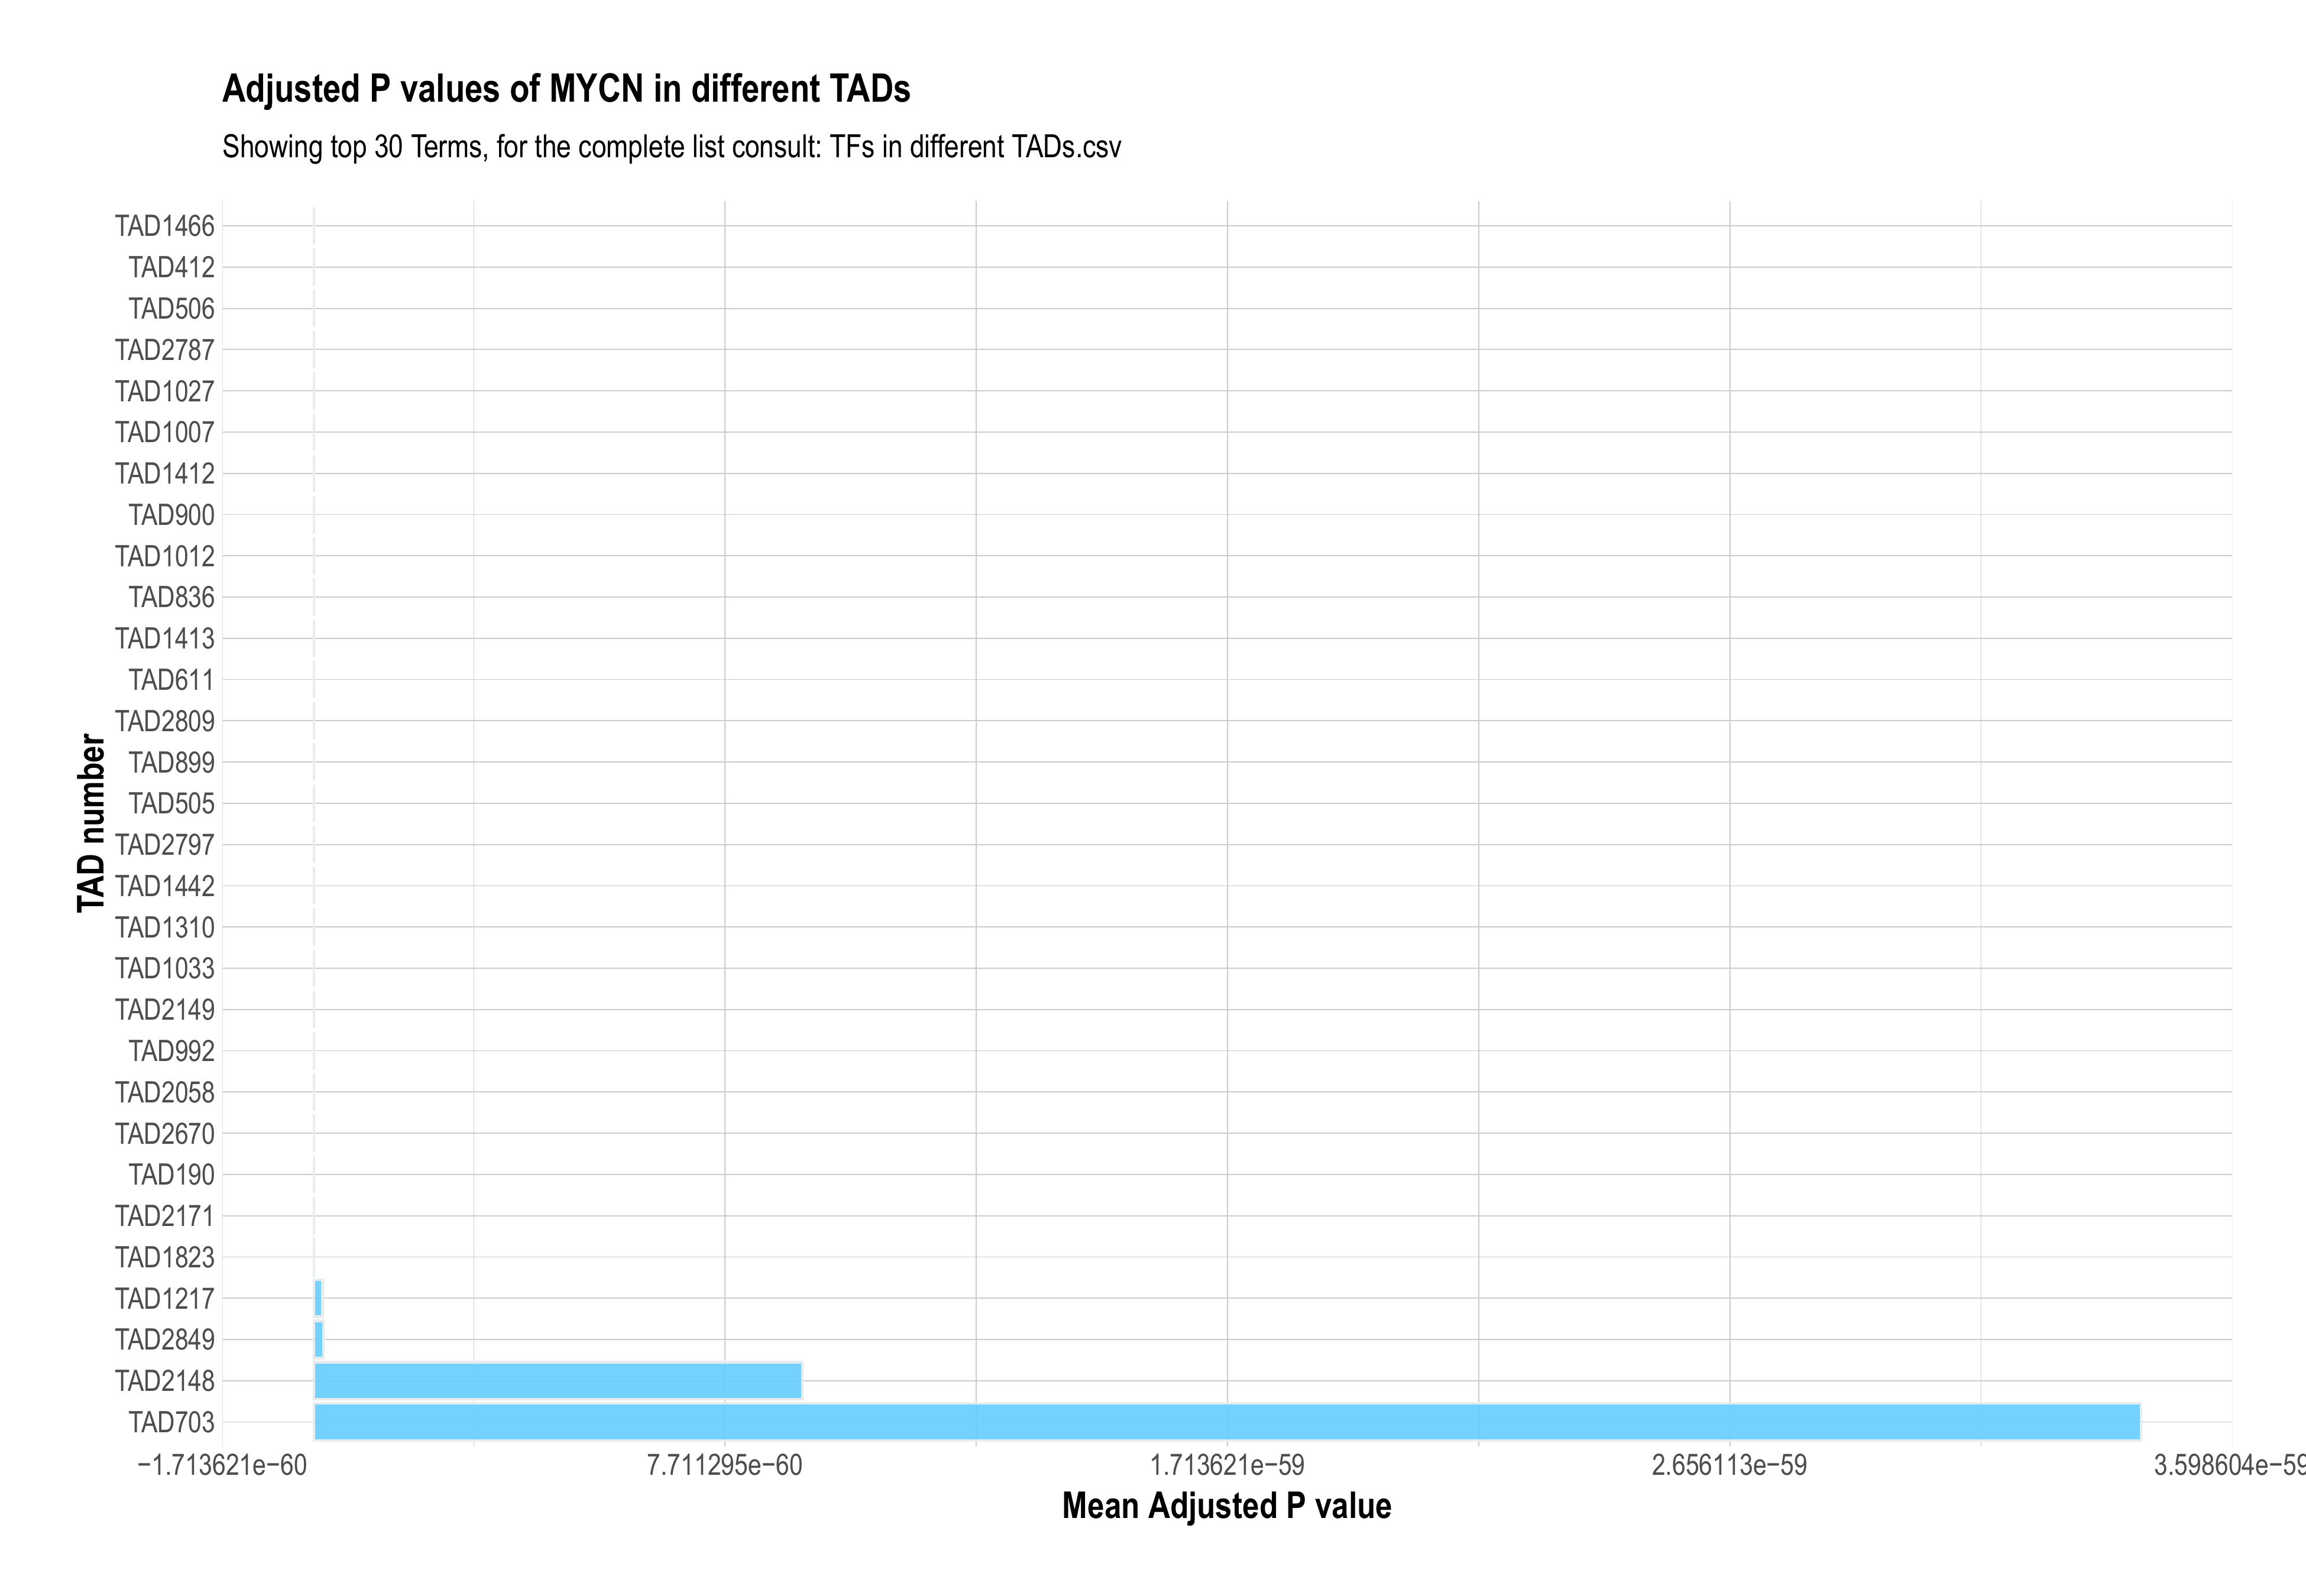 Adjusted P values of MYCN in different TADs
Showing top 30 Terms, for the complete list consult: TFs in different TADs.csv
TAD number
TAD1466
TAD412
TAD506
TAD2787
TAD1027
TAD1007
TAD1412
TAD900
TAD1012
TAD836
TAD1413
TAD611
TAD2809
TAD899
TAD505
TAD2797
TAD1442
TAD1310
TAD1033
TAD2149
TAD992
TAD2058
TAD2670
TAD190
TAD2171
TAD1823
TAD1217
TAD2849
TAD2148
TAD703
−1.713621e−60 7.711295e−60 1.713621e−59 2.656113e−59 3.598604e−59
Mean Adjusted P value